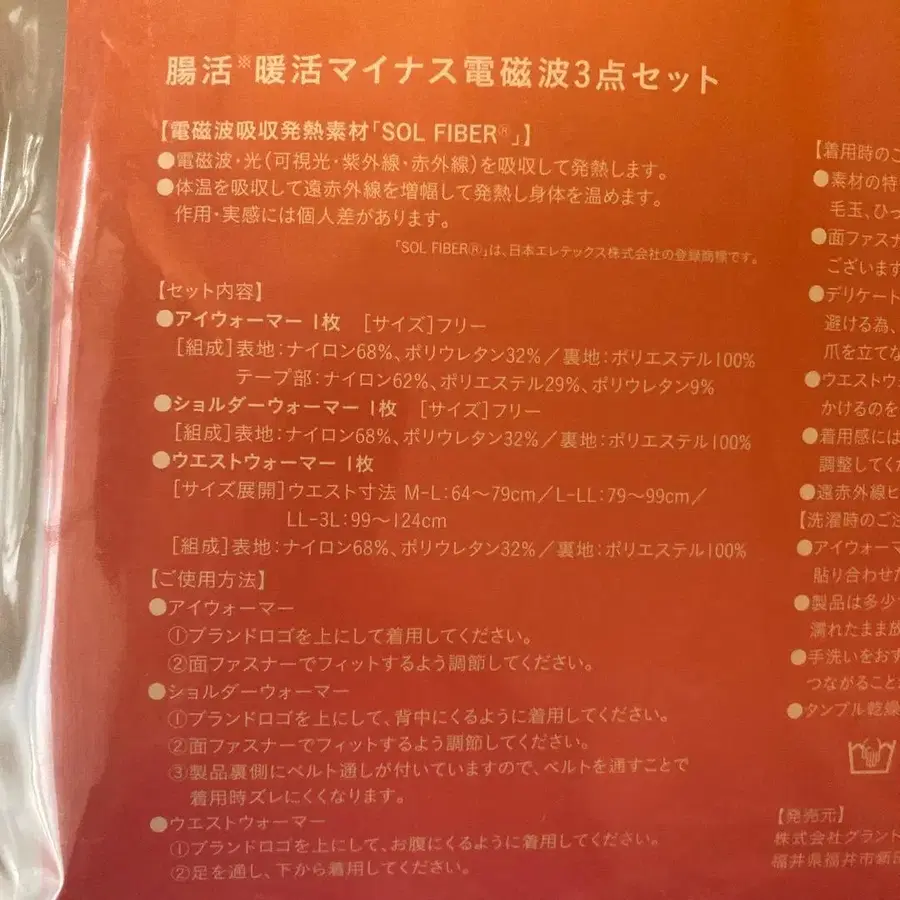 腸活※暖活マイナス電磁波3点セット
【電磁波吸収発熱素材「SOL FIBER®」】
●電磁波・光(可視光・紫外線・赤外線)を吸収して発熱します。
●体温を吸収して遠赤外線を増幅して発熱し身体を温めます。
作用・実感には個人差があります。
「SOL FIBER®」は、日本エレテックス株式会社の登録商標です。
【セット内容】
●アイウォーマー 1枚 [サイズ]フリー
[組成]表地:ナイロン68%、ポリウレタン32%/裏地:ポリエステル100%
テープ部:ナイロン62%、ポリエステル29%、ポリウレタン9%
●ショルダーウォーマー 1枚 [サイズ]フリー
[組成]表地:ナイロン68%、ポリウレタン32%/裏地:ポリエステル100%
●ウエストウォーマー 1枚
[サイズ展開]ウエスト寸法 M-L:64〜79cm/L-LL:79〜99cm/
LL-3L:99〜124cm
[組成]表地:ナイロン68%、ポリウレタン32%/裏地:ポリエステル100%
【ご使用方法】
●アイウォーマー
①ブランドロゴを上にして着用してください。
②面ファスナーでフィットするよう調節してください。
●ショルダーウォーマー
①ブランドロゴを上にして、背中にくるように着用してください。
②面ファスナーでフィットするよう調節してください。
③製品裏側にベルト通しが付いていますので、ベルトを通すことで
着用時ズレにくくなります。
●ウエストウォーマー
①ブランドロゴを上にして、お腹にくるように着用してください。
②足を通し、下から着用してください。
【着用時のご
●素材の特
毛玉、ひっ
●面ファスナ
ございます
●デリケート
避ける為、
爪を立てな
●ウエストウ
かけるのを
●着用感には
調整してく
●遠赤外線ヒ
【洗濯時のご注
●アイウォーマ
貼り合わせた
●製品は多少
濡れたまま放
●手洗いをおす
つながること
●タンブル乾燥
【発売元】
株式会社グラント
福井県福井市新田